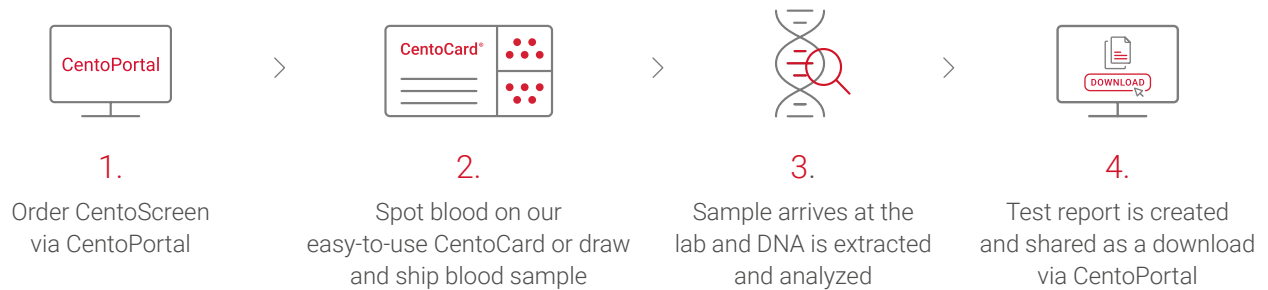 CentoPortal
CentoCard®
DOWNLOAD
1.
Order CentoScreen
via CentoPortal
2.
Spot blood on our
easy-to-use CentoCard or draw
and ship blood sample
3.
Sample arrives at the
lab and DNA is extracted
and analyzed
4.
Test report is created
and shared as a download
via CentoPortal